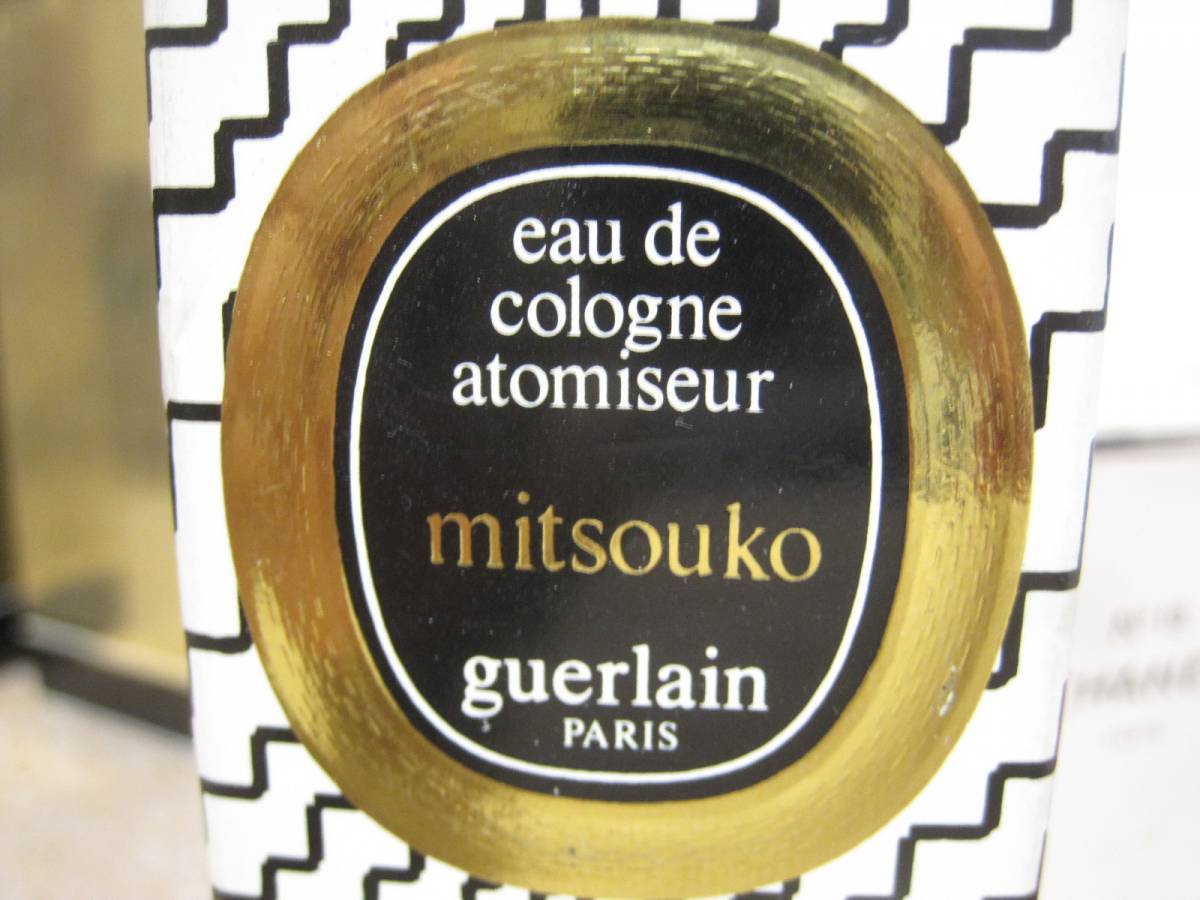 eau de
cologne
atomiseur
mitsouko
guerlain
PARIS